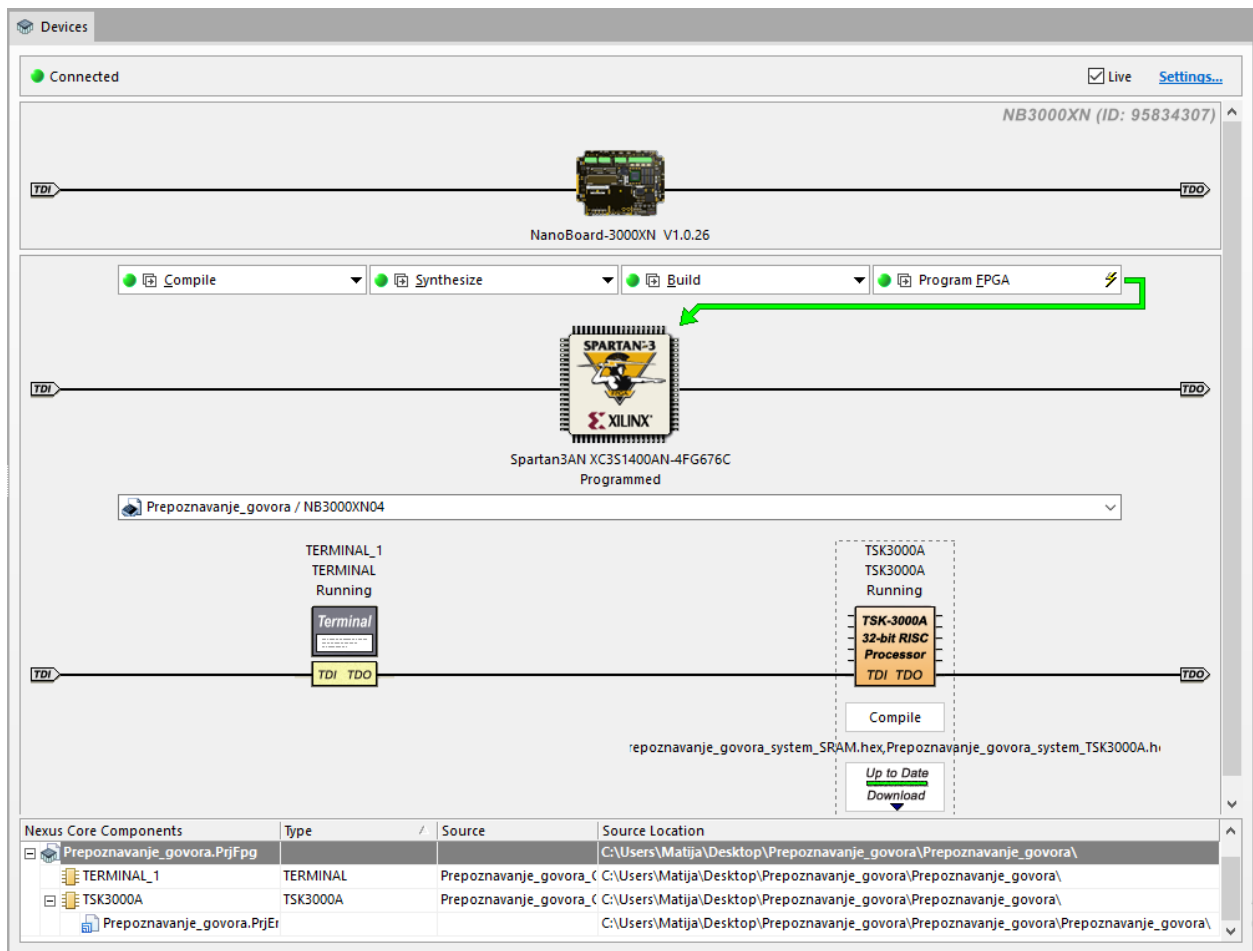 Devices
Connected
Live Settings...
NB3000XN (ID: 95834307)
TDI
TDO
NanoBoard-3000XN V1.0.26
Compile Synthesize Build Program FPGA
SPARTAN-3
XILINX
TDI
TDO
Spartan3AN XC3S1400AN-4FG676C
Programmed
Prepoznavanje_govora / NB3000XN04
TERMINAL_1
TERMINAL
Running
Terminal
TDI TDO
TSK3000A
TSK3000A
Running
TSK-3000A
32-bit RISC
Processor
TDI TDO
TDI
TDO
Compile
repoznavanje_govora_system_SRAM.hex,Prepoznavanje_govora_system_TSK3000A.h
Up to Date
Download
Nexus Core Components Type Source Source Location
Prepoznavanje_govora.PrjFpg C:\Users\Matija\Desktop\Prepoznavanje_govora\Prepoznavanje_govora\
TERMINAL_1 TERMINAL Prepoznavanje_govora_ C:\Users\Matija\Desktop\Prepoznavanje_govora\Prepoznavanje_govora\
TSK3000A TSK3000A Prepoznavanje_govora_ C:\Users\Matija\Desktop\Prepoznavanje_govora\Prepoznavanje_govora\
Prepoznavanje_govora.PrjE C:\Users\Matija\Desktop\Prepoznavanje_govora\Prepoznavanje_govora\Prepoznavanje_govora\